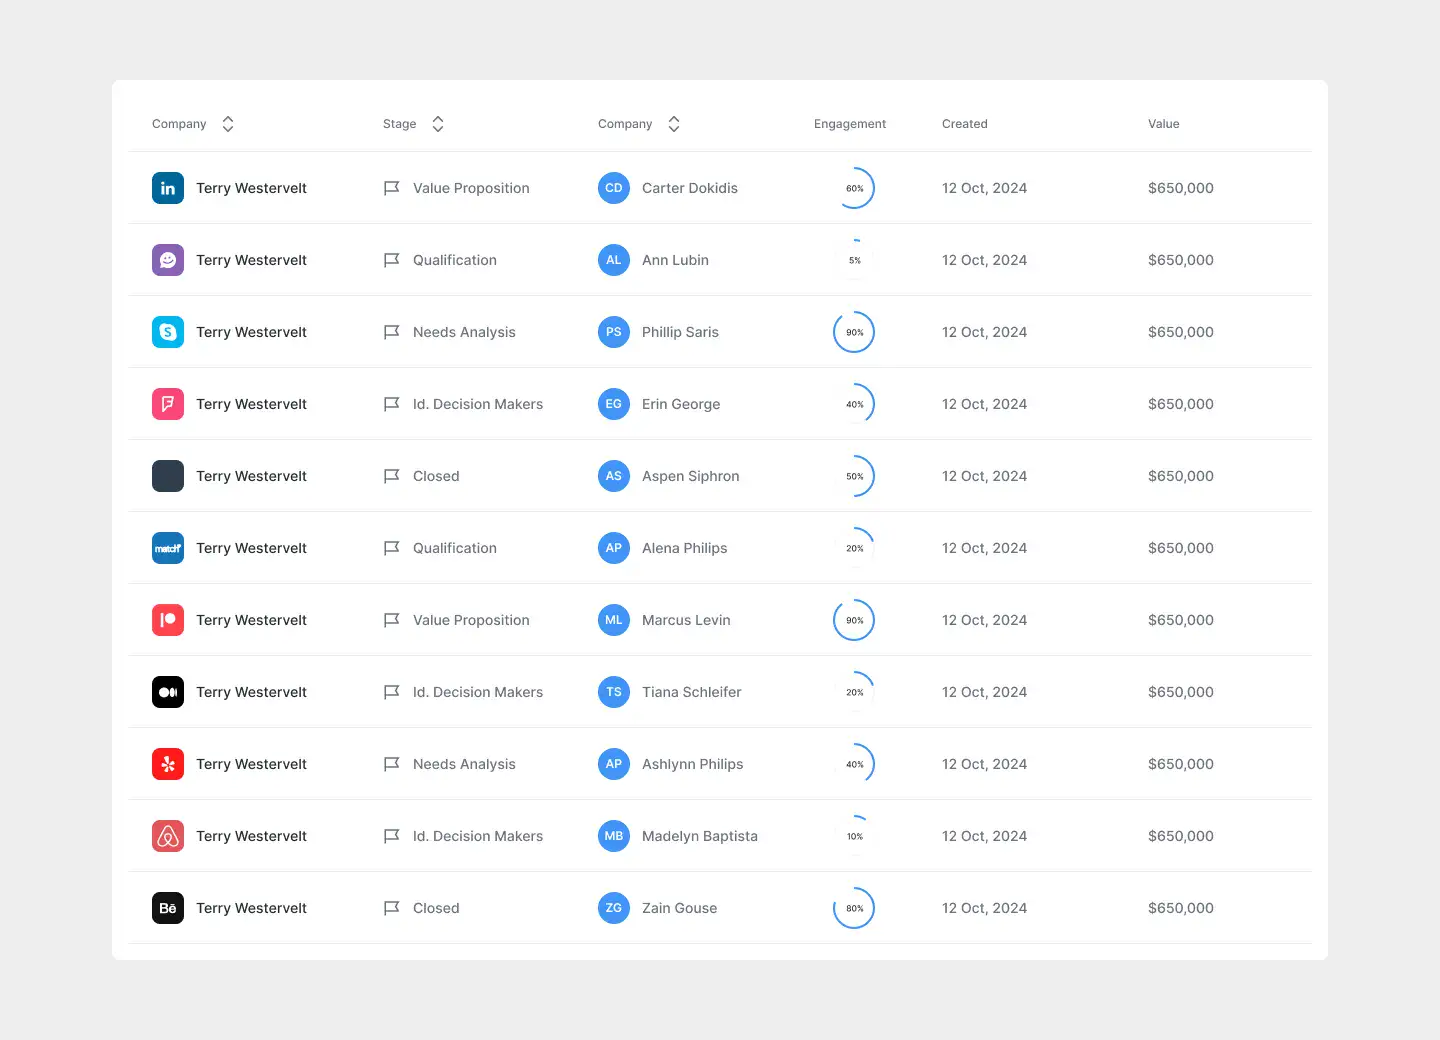 Company Stage Company Engagement Created Value
in Terry Westervelt Value Proposition CD Carter Dokidis 60% 12 Oct, 2024 $650,000
Terry Westervelt Qualification AL Ann Lubin 5% 12 Oct, 2024 $650,000
S Terry Westervelt Needs Analysis PS Phillip Saris 90% 12 Oct, 2024 $650,000
Terry Westervelt Id. Decision Makers EG Erin George 40% 12 Oct, 2024 $650,000
Terry Westervelt Closed AS Aspen Siphron 50% 12 Oct, 2024 $650,000
match Terry Westervelt Qualification AP Alena Philips 20% 12 Oct, 2024 $650,000
Terry Westervelt Value Proposition ML Marcus Levin 90% 12 Oct, 2024 $650,000
Terry Westervelt Id. Decision Makers TS Tiana Schleifer 20% 12 Oct, 2024 $650,000
Terry Westervelt Needs Analysis AP Ashlynn Philips 40% 12 Oct, 2024 $650,000
Terry Westervelt Id. Decision Makers MB Madelyn Baptista 10% 12 Oct, 2024 $650,000
Bē Terry Westervelt Closed ZG Zain Gouse 80% 12 Oct, 2024 $650,000